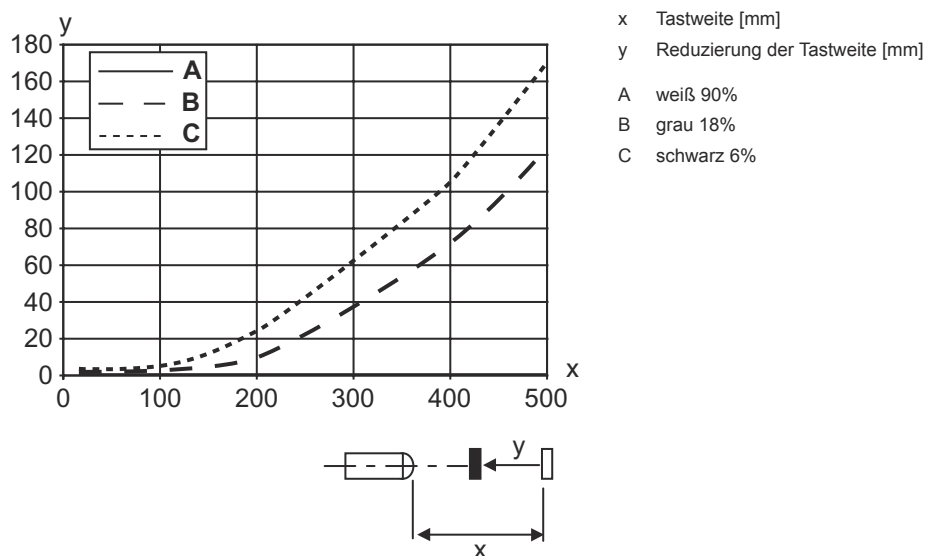 y
180
160
140
120
100
80
60
40
20
0
A
B
C
0 100 200 300 400 500
x
y
x
x Tastweite [mm]
y Reduzierung der Tastweite [mm]
A weiß 90%
B grau 18%
C schwarz 6%